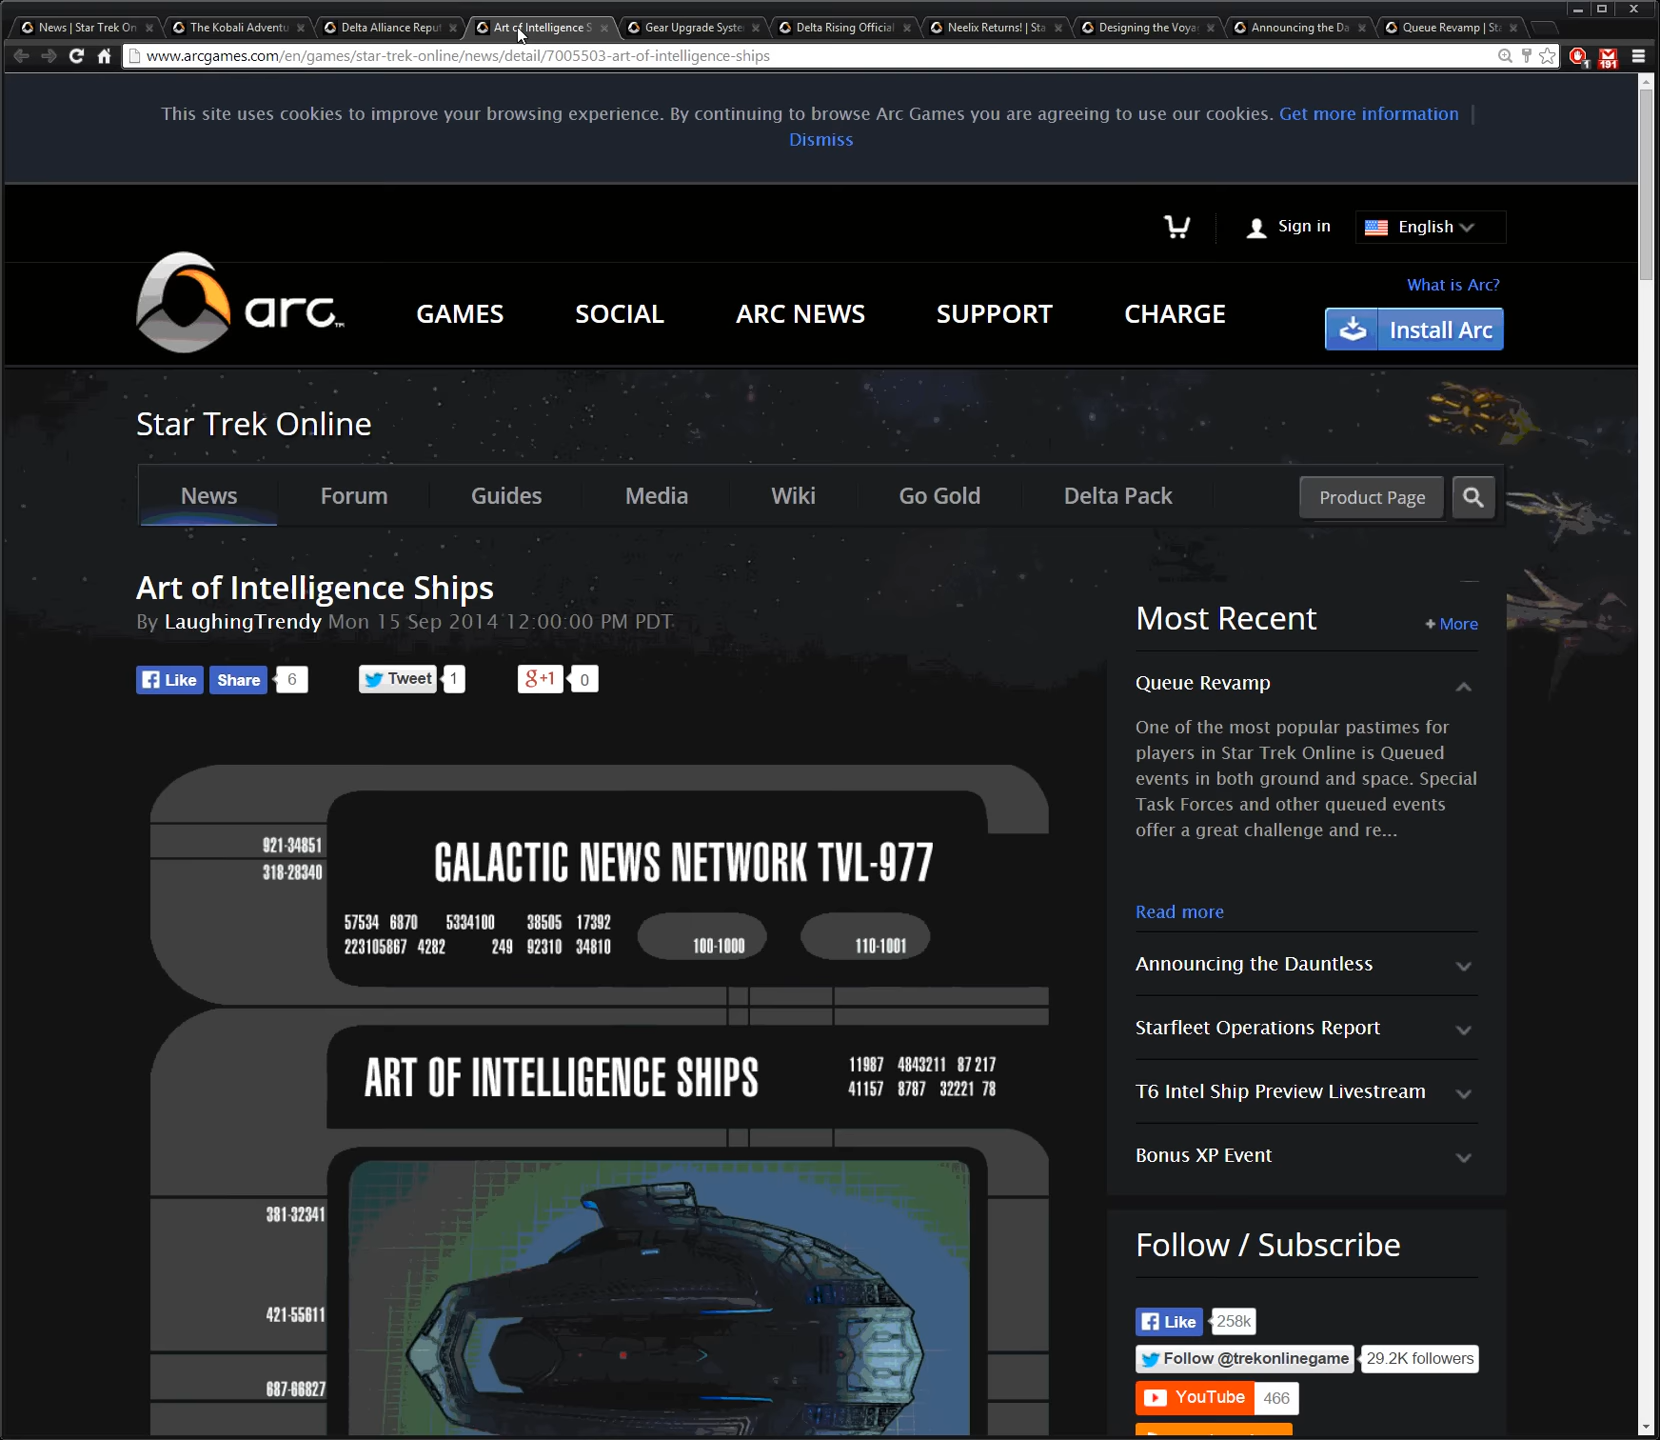 News | Star Trek On
The Kobali Adventu
Delta Alliance Reput
Art of Intelligence S
Gear Upgrade Syste
Delta Rising Official
Neelix Returns! | Sta
Designing the Voya
Announcing the Da
Queue Revamp | St
www.arcgames.com/en/games/star-trek-online/news/detail/7005503-art-of-intelligence-ships
1
191
This site uses cookies to improve your browsing experience. By continuing to browse Arc Games you are agreeing to use our cookies. Get more information |
Dismiss
Sign in
English
What is Arc?
arc™
GAMES
SOCIAL
ARC NEWS
SUPPORT
CHARGE
Install Arc
Star Trek Online
News
Forum
Guides
Media
Wiki
Go Gold
Delta Pack
Product Page
Art of Intelligence Ships
By LaughingTrendy Mon 15 Sep 2014 12:00:00 PM PDT
Like
Share
6
Tweet
1
g+1
0
921-34851
318-28340
GALACTIC NEWS NETWORK TVL-977
57534 6870 5334100 38505 17392
223105867 4282 249 92310 34810
100-1000
110-1001
ART OF INTELLIGENCE SHIPS
11987 4843211 87 217
41157 8787 32221 78
381-32341
421-55611
687-66827
Most Recent
+ More
Queue Revamp
One of the most popular pastimes for
players in Star Trek Online is Queued
events in both ground and space. Special
Task Forces and other queued events
offer a great challenge and re...
Read more
Announcing the Dauntless
Starfleet Operations Report
T6 Intel Ship Preview Livestream
Bonus XP Event
Follow / Subscribe
Like
258k
Follow @trekonlinegame
29.2K followers
YouTube
466